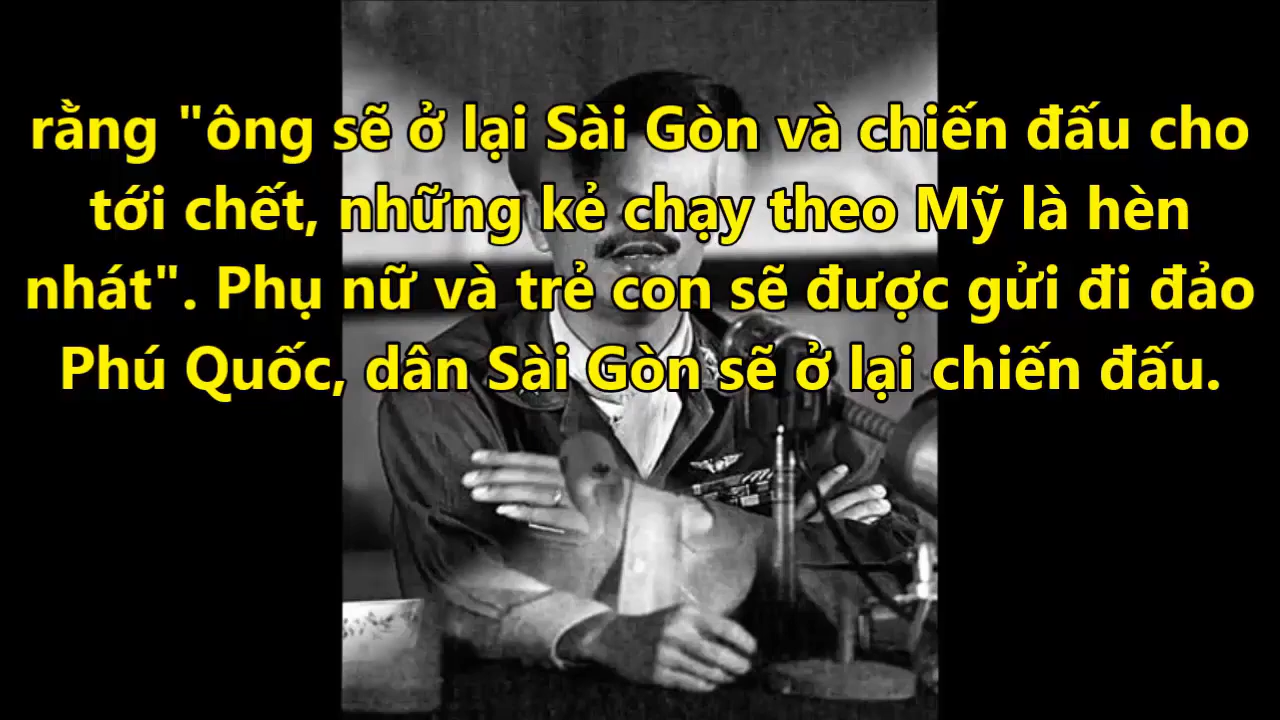 rằng "ông sẽ ở lại Sài Gòn và chiến đấu cho
tới chết, những kẻ chạy theo Mỹ là hèn
nhát". Phụ nữ và trẻ con sẽ được gửi đi đảo
Phú Quốc, dân Sài Gòn sẽ ở lại chiến đấu.